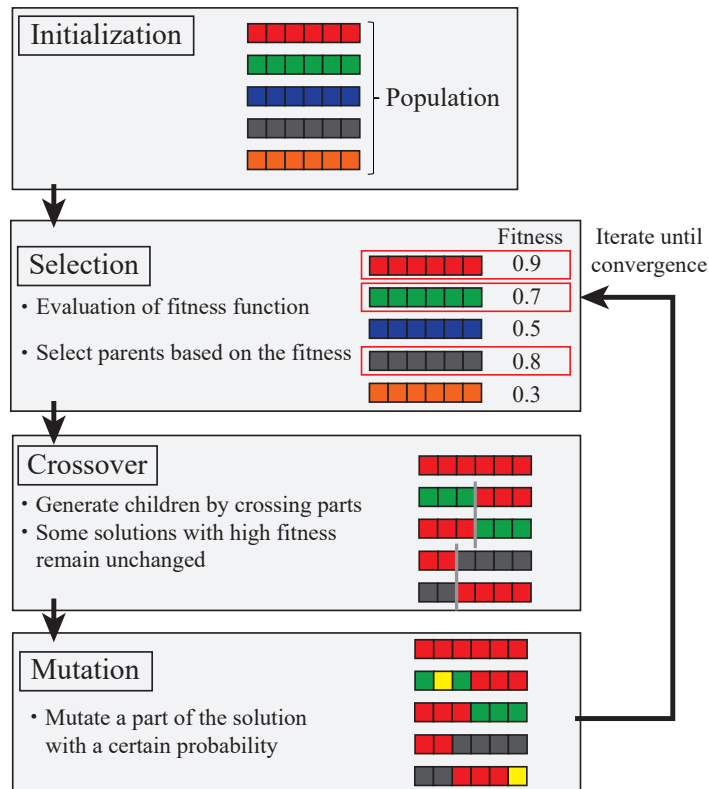 Initialization
Population
Selection
・Evaluation of fitness function
・Select parents based on the fitness
Fitness
0.9
0.7
0.5
0.8
0.3
Iterate until
convergence
Crossover
・Generate children by crossing parts
・Some solutions with high fitness
remain unchanged
Mutation
・Mutate a part of the solution
with a certain probability